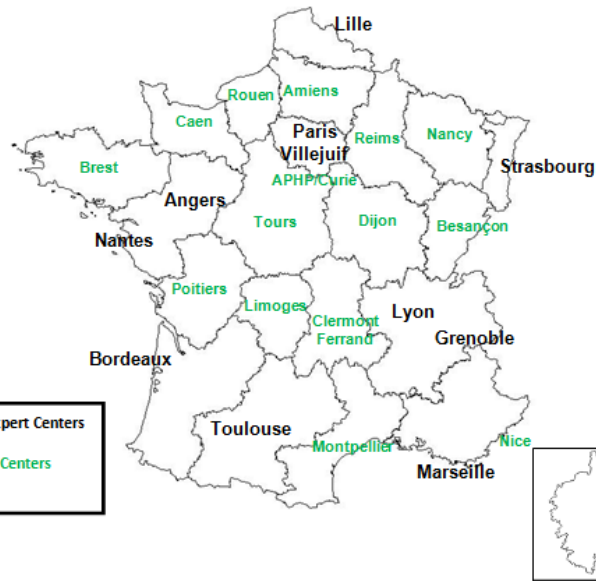 Lille
Rouen
Amiens
Caen
Paris
Villejuif
Reims
Nancy
Strasbourg
Brest
APHP/Curie
Angers
Tours
Dijon
Besançon
Nantes
Poitiers
Limoges
Clermont
Ferrand
Lyon
Grenoble
Bordeaux
Toulouse
Montpellier
Nice
Marseille
Centers
Centers